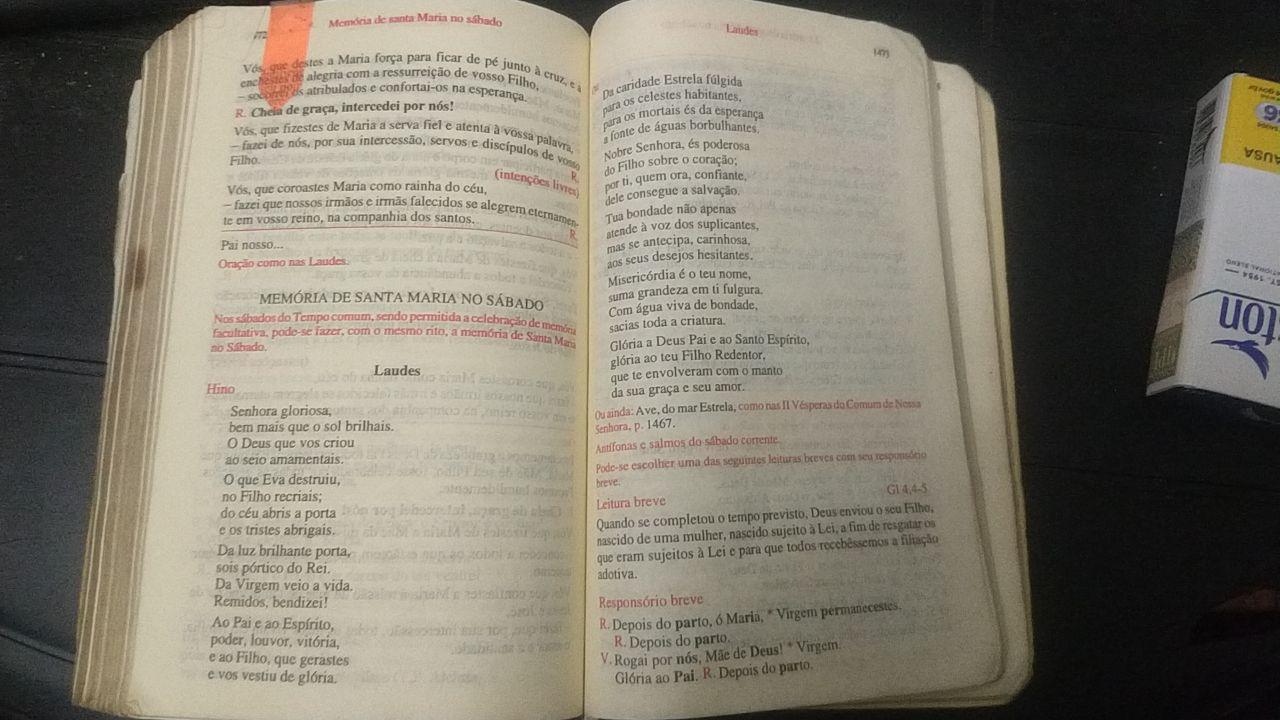 Memória de santa Maria no sábado
Vós, que destes a Maria força para ficar de pé junto à cruz, e a
enchestes de alegria com a ressurreição de vosso Filho,
– socorrei os atribulados e confortai-os na esperança.
R. Cheia de graça, intercedei por nós!
Vós, que fizestes de Maria a serva fiel e atenta à vossa palavra,
– fazei de nós, por sua intercessão, servos e discípulos de vosso
Filho. R.
(intenções livres)
Vós, que coroastes Maria como rainha do céu,
– fazei que nossos irmãos e irmãs falecidos se alegrem eternamen-
te em vosso reino, na companhia dos santos. R.
Pai nosso...
Oração como nas Laudes.
MEMÓRIA DE SANTA MARIA NO SÁBADO
Nos sábados do Tempo comum, sendo permitida a celebração de memória
facultativa, pode-se fazer, com o mesmo rito, a memória de Santa Maria
no Sábado.
Laudes
Hino
Senhora gloriosa,
bem mais que o sol brilhais.
O Deus que vos criou
ao seio amamentais.
O que Eva destruiu,
no Filho recriais;
do céu abris a porta
e os tristes abrigais.
Da luz brilhante porta,
sois pórtico do Rei.
Da Virgem veio a vida.
Remidos, bendizei!
Ao Pai e ao Espírito,
poder, louvor, vitória,
e ao Filho, que gerastes
e vos vestiu de glória.
Laudes
1473
Ou
Da caridade Estrela fúlgida
para os celestes habitantes,
para os mortais és da esperança
a fonte de águas borbulhantes.
Nobre Senhora, és poderosa
do Filho sobre o coração;
por ti, quem ora, confiante,
dele consegue a salvação.
Tua bondade não apenas
atende à voz dos suplicantes,
mas se antecipa, carinhosa,
aos seus desejos hesitantes.
Misericórdia é o teu nome,
suma grandeza em ti fulgura.
Com água viva de bondade,
sacias toda a criatura.
Glória a Deus Pai e ao Santo Espírito,
glória ao teu Filho Redentor,
que te envolveram com o manto
da sua graça e seu amor.
Ou ainda: Ave, do mar Estrela, como nas II Vésperas do Comum de Nossa
Senhora, p. 1467.
Antífonas e salmos do sábado corrente.
Pode-se escolher uma das seguintes leituras breves com seu responsório
breve.
Leitura breve Gl 4,4-5
Quando se completou o tempo previsto, Deus enviou o seu Filho,
nascido de uma mulher, nascido sujeito à Lei, a fim de resgatar os
que eram sujeitos à Lei e para que todos recebêssemos a filiação
adotiva.
Responsório breve
R. Depois do parto, ó Maria, * Virgem permanecestes.
R. Depois do parto.
V. Rogai por nós, Mãe de Deus! * Virgem.
Glória ao Pai. R. Depois do parto.
AUSA
.gov.br
1954
ton